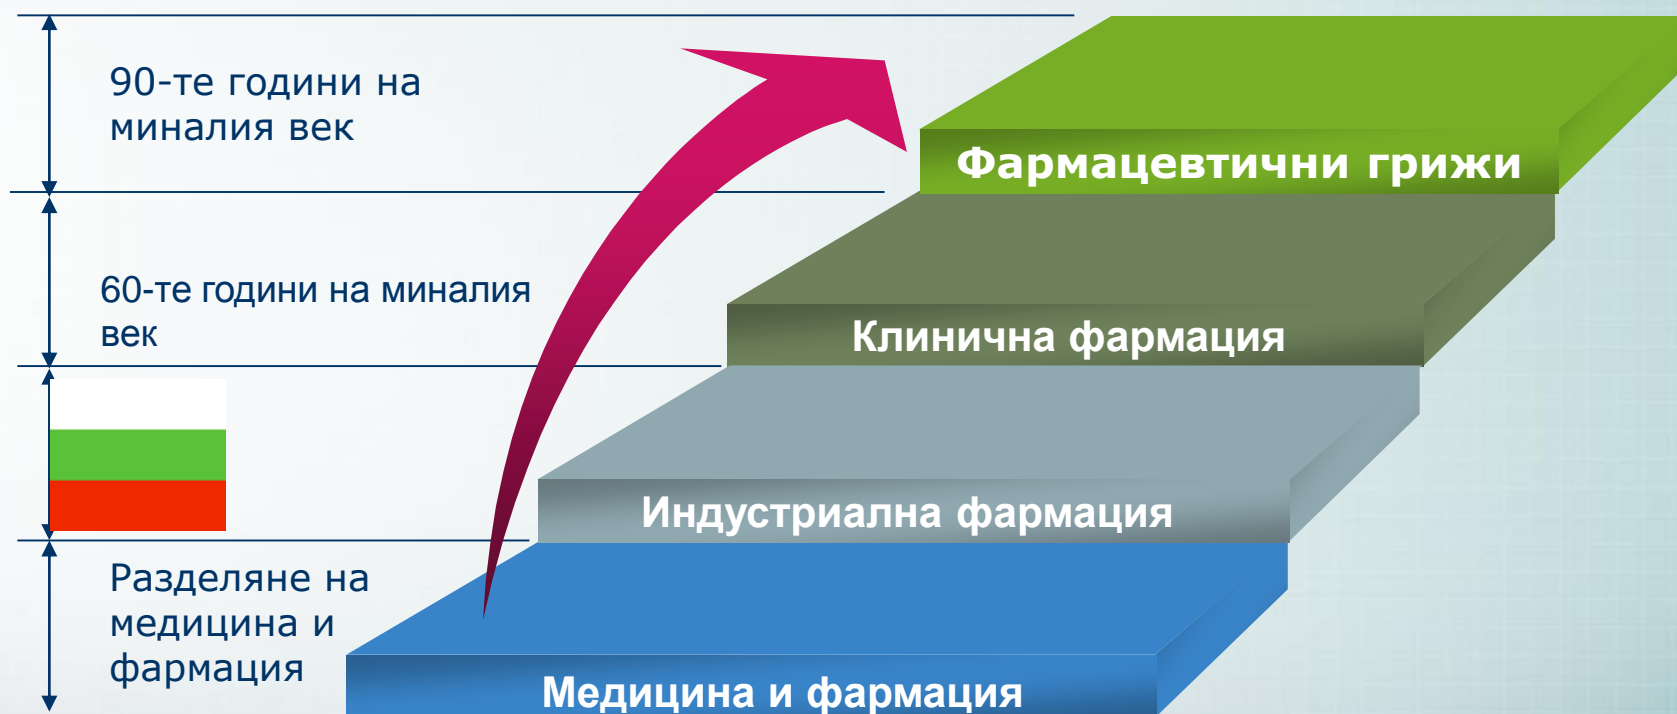 90-те години на
миналия век
Фармацевтични грижи
60-те години на миналия
век
Клинична фармация
Индустриална фармация
Разделяне на
медицина и
фармация
Медицина и фармация